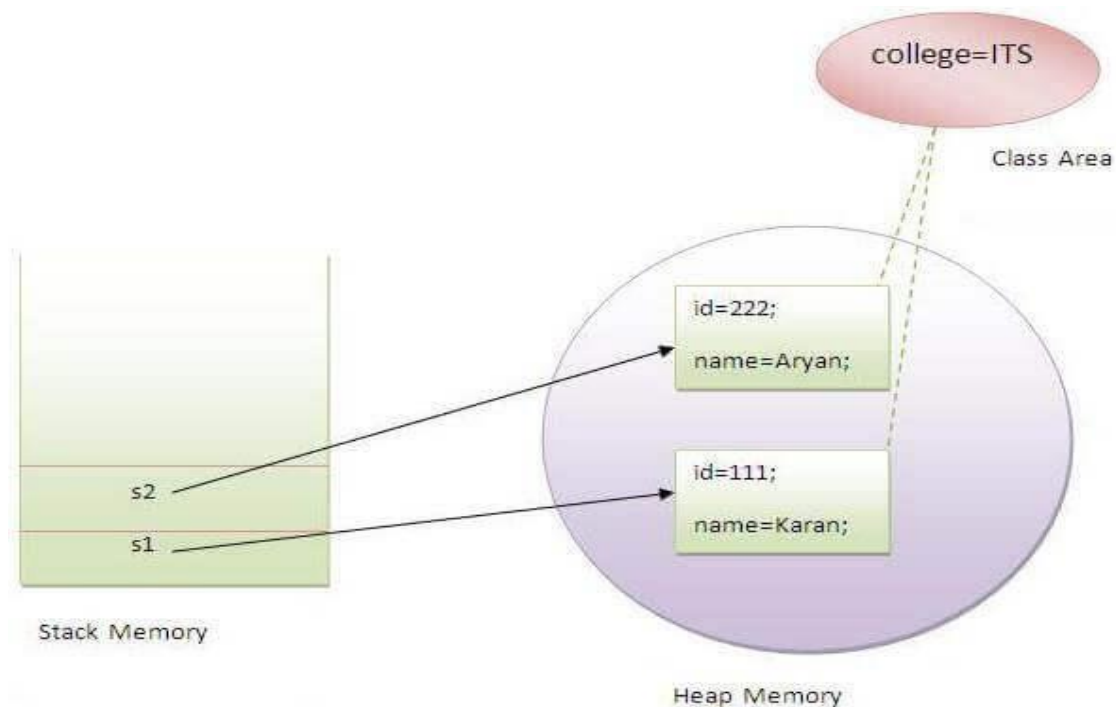 college=ITS
Class Area
id=222;
name=Aryan;
s2
id=111;
name=Karan;
s1
Stack Memory
Heap Memory